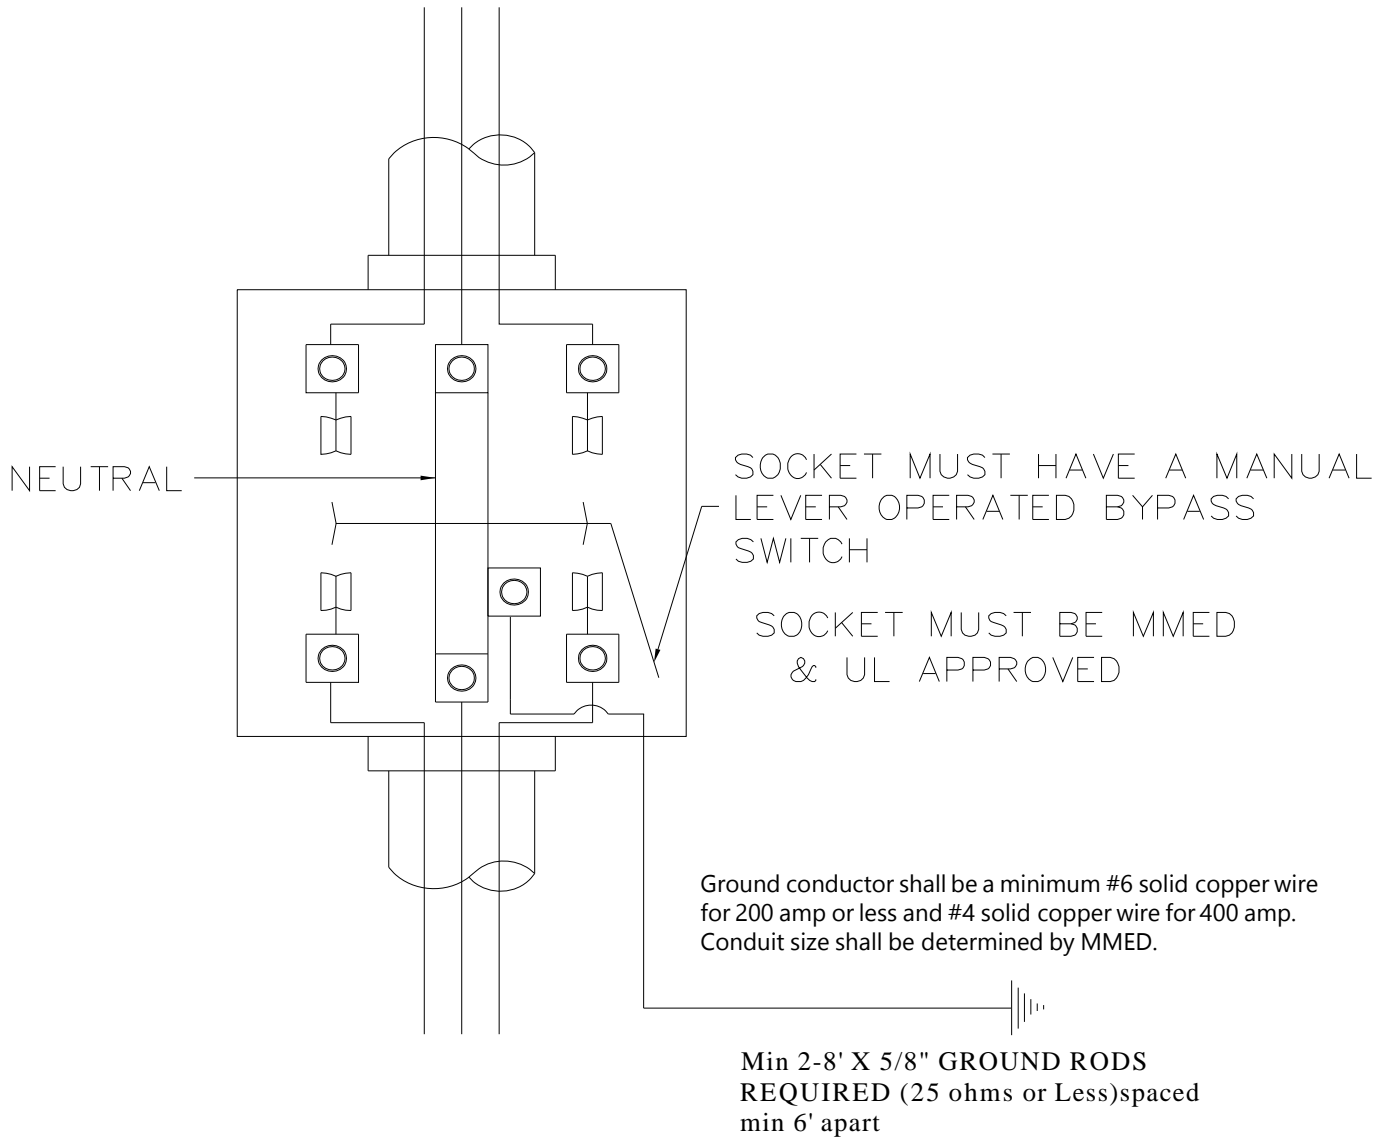 NEUTRAL
SOCKET MUST HAVE A MANUAL
LEVER OPERATED BYPASS
SWITCH
SOCKET MUST BE MMED
& UL APPROVED
Ground conductor shall be a minimum #6 solid copper wire
for 200 amp or less and #4 solid copper wire for 400 amp.
Conduit size shall be determined by MMED.
Min 2-8' X 5/8" GROUND RODS
REQUIRED (25 ohms or Less)spaced
min 6' apart